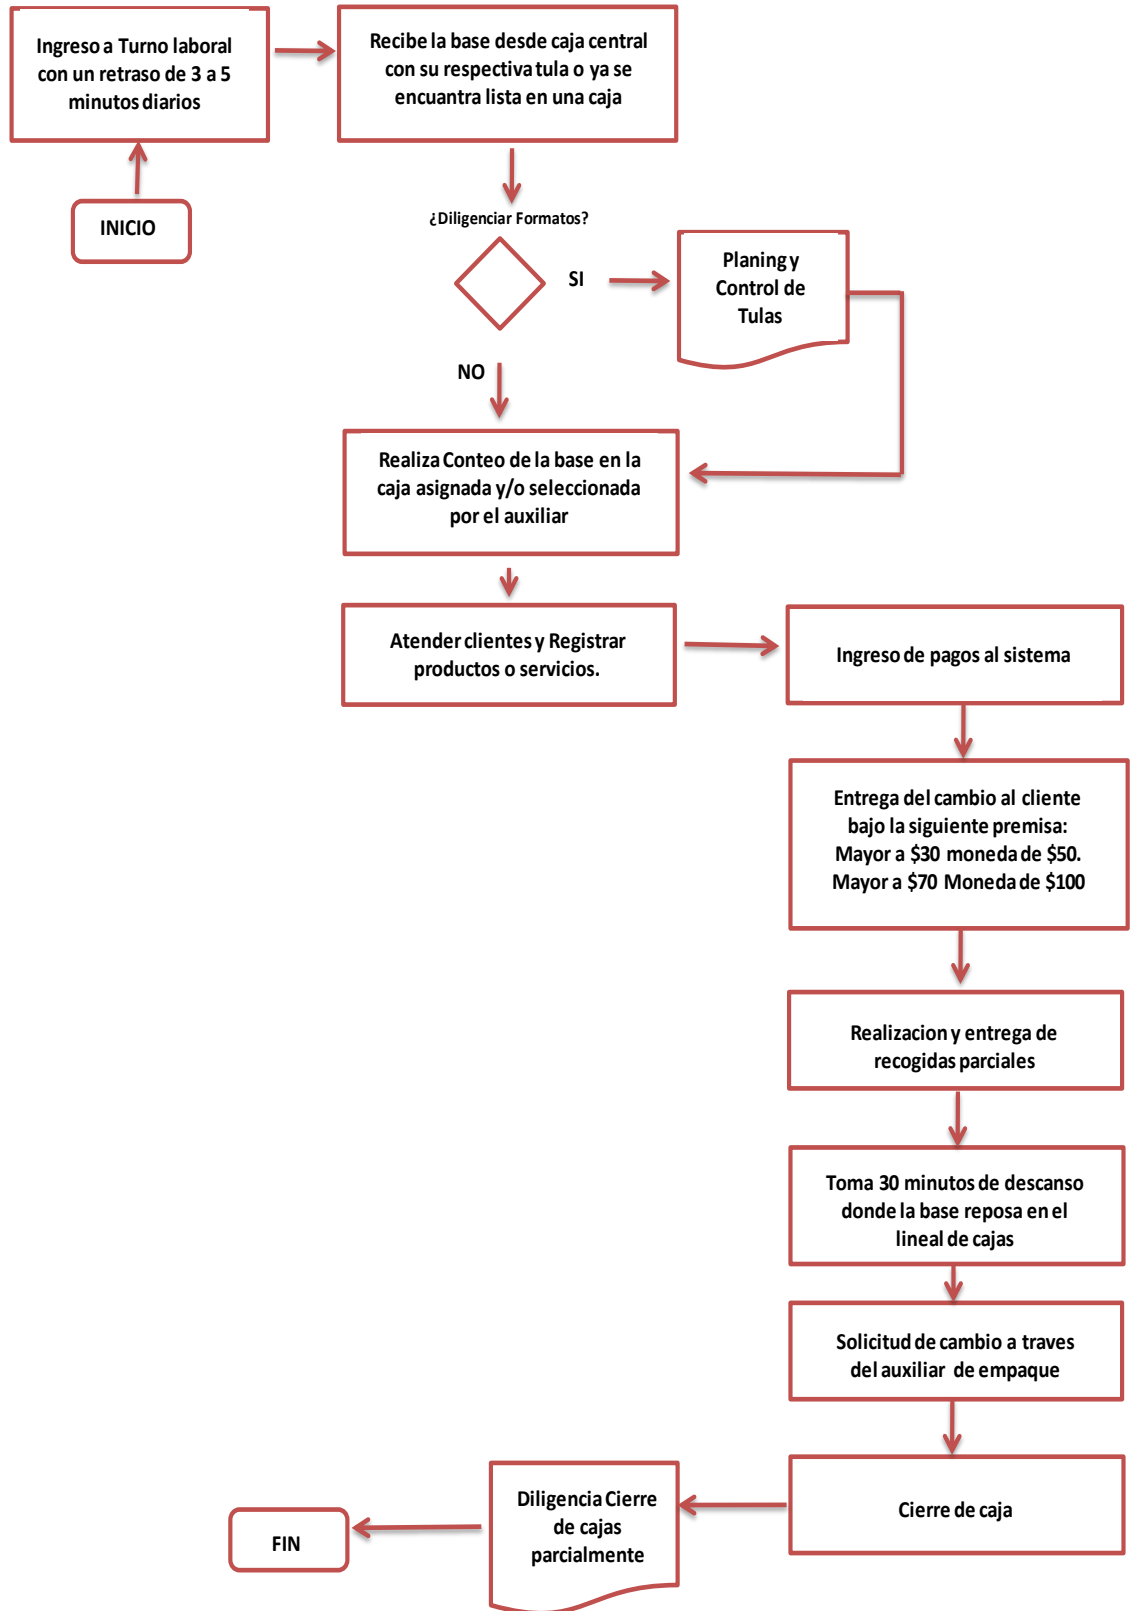 Ingreso a Turno laboral
con un retraso de 3 a 5
minutos diarios
Recibe la base desde caja central
con su respectiva tula o ya se
encuantra lista en una caja
INICIO
¿Diligenciar Formatos?
SI
Planing y
Control de
Tulas
NO
Realiza Conteo de la base en la
caja asignada y/o seleccionada
por el auxiliar
Atender clientes y Registrar
productos o servicios.
Ingreso de pagos al sistema
Entrega del cambio al cliente
bajo la siguiente premisa:
Mayor a $30 moneda de $50.
Mayor a $70 Moneda de $100
Realizacion y entrega de
recogidas parciales
Toma 30 minutos de descanso
donde la base reposa en el
lineal de cajas
Solicitud de cambio a traves
del auxiliar de empaque
Cierre de caja
Diligencia Cierre
de cajas
parcialmente
FIN